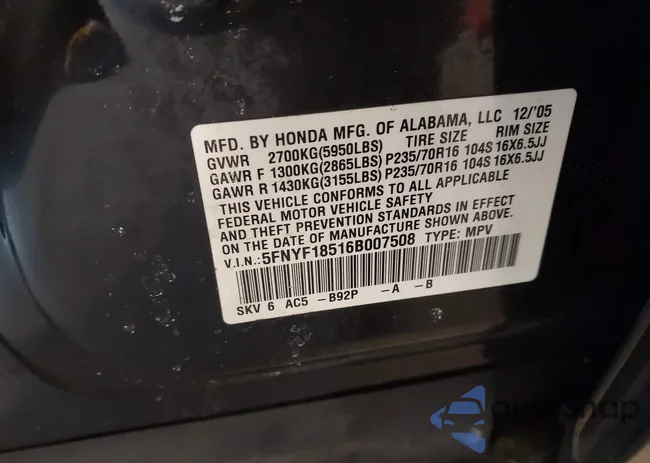 MFD. BY HONDA MFG. OF ALABAMA, LLC 12/'05
GVWR 2700KG(5950LBS) TIRE SIZE RIM SIZE
GAWR F 1300KG(2865LBS) P235/70R16 104S 16X6.5JJ
GAWR R 1430KG(3155LBS) P235/70R16 104S 16X6.5JJ
THIS VEHICLE CONFORMS TO ALL APPLICABLE
FEDERAL MOTOR VEHICLE SAFETY
AND THEFT PREVENTION STANDARDS IN EFFECT
ON THE DATE OF MANUFACTURE SHOWN ABOVE.
V.I.N.:5FNYF18516B007508 TYPE: MPV
SKV 6 AC5 -B92P -A -B
autosnap